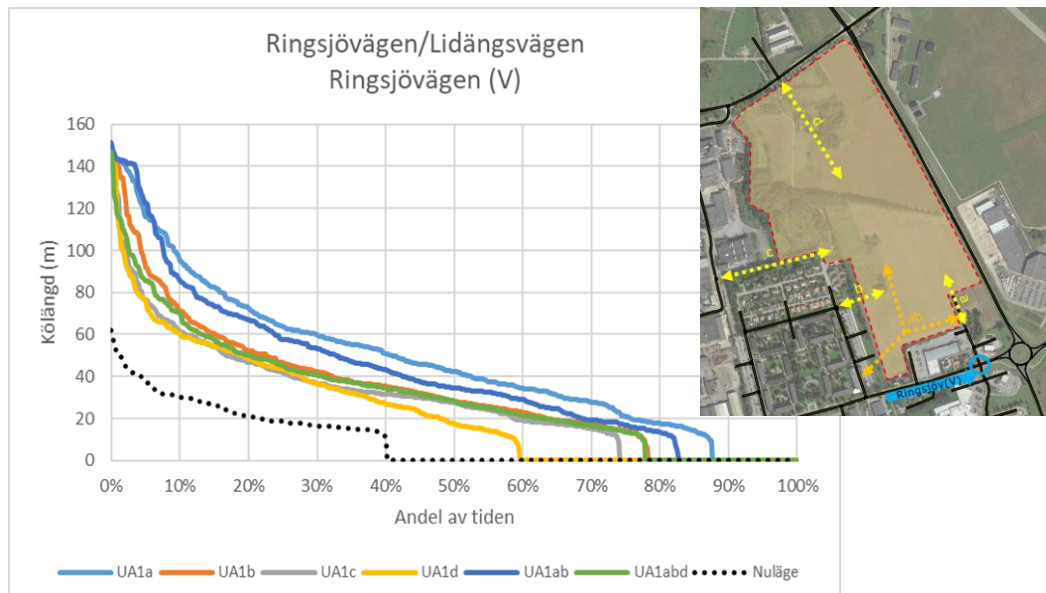 Ringsjövägen/Lidängsvägen
Ringsjövägen (V)
160
140
120
100
80
60
40
20
0
Kölängd (m)
0% 10% 20% 30% 40% 50% 60% 70% 80% 90% 100%
Andel av tiden
UA1a UA1b UA1c UA1d UA1ab UA1abd Nuläge
d
c
b
ab
a
Ringsjöv(V)